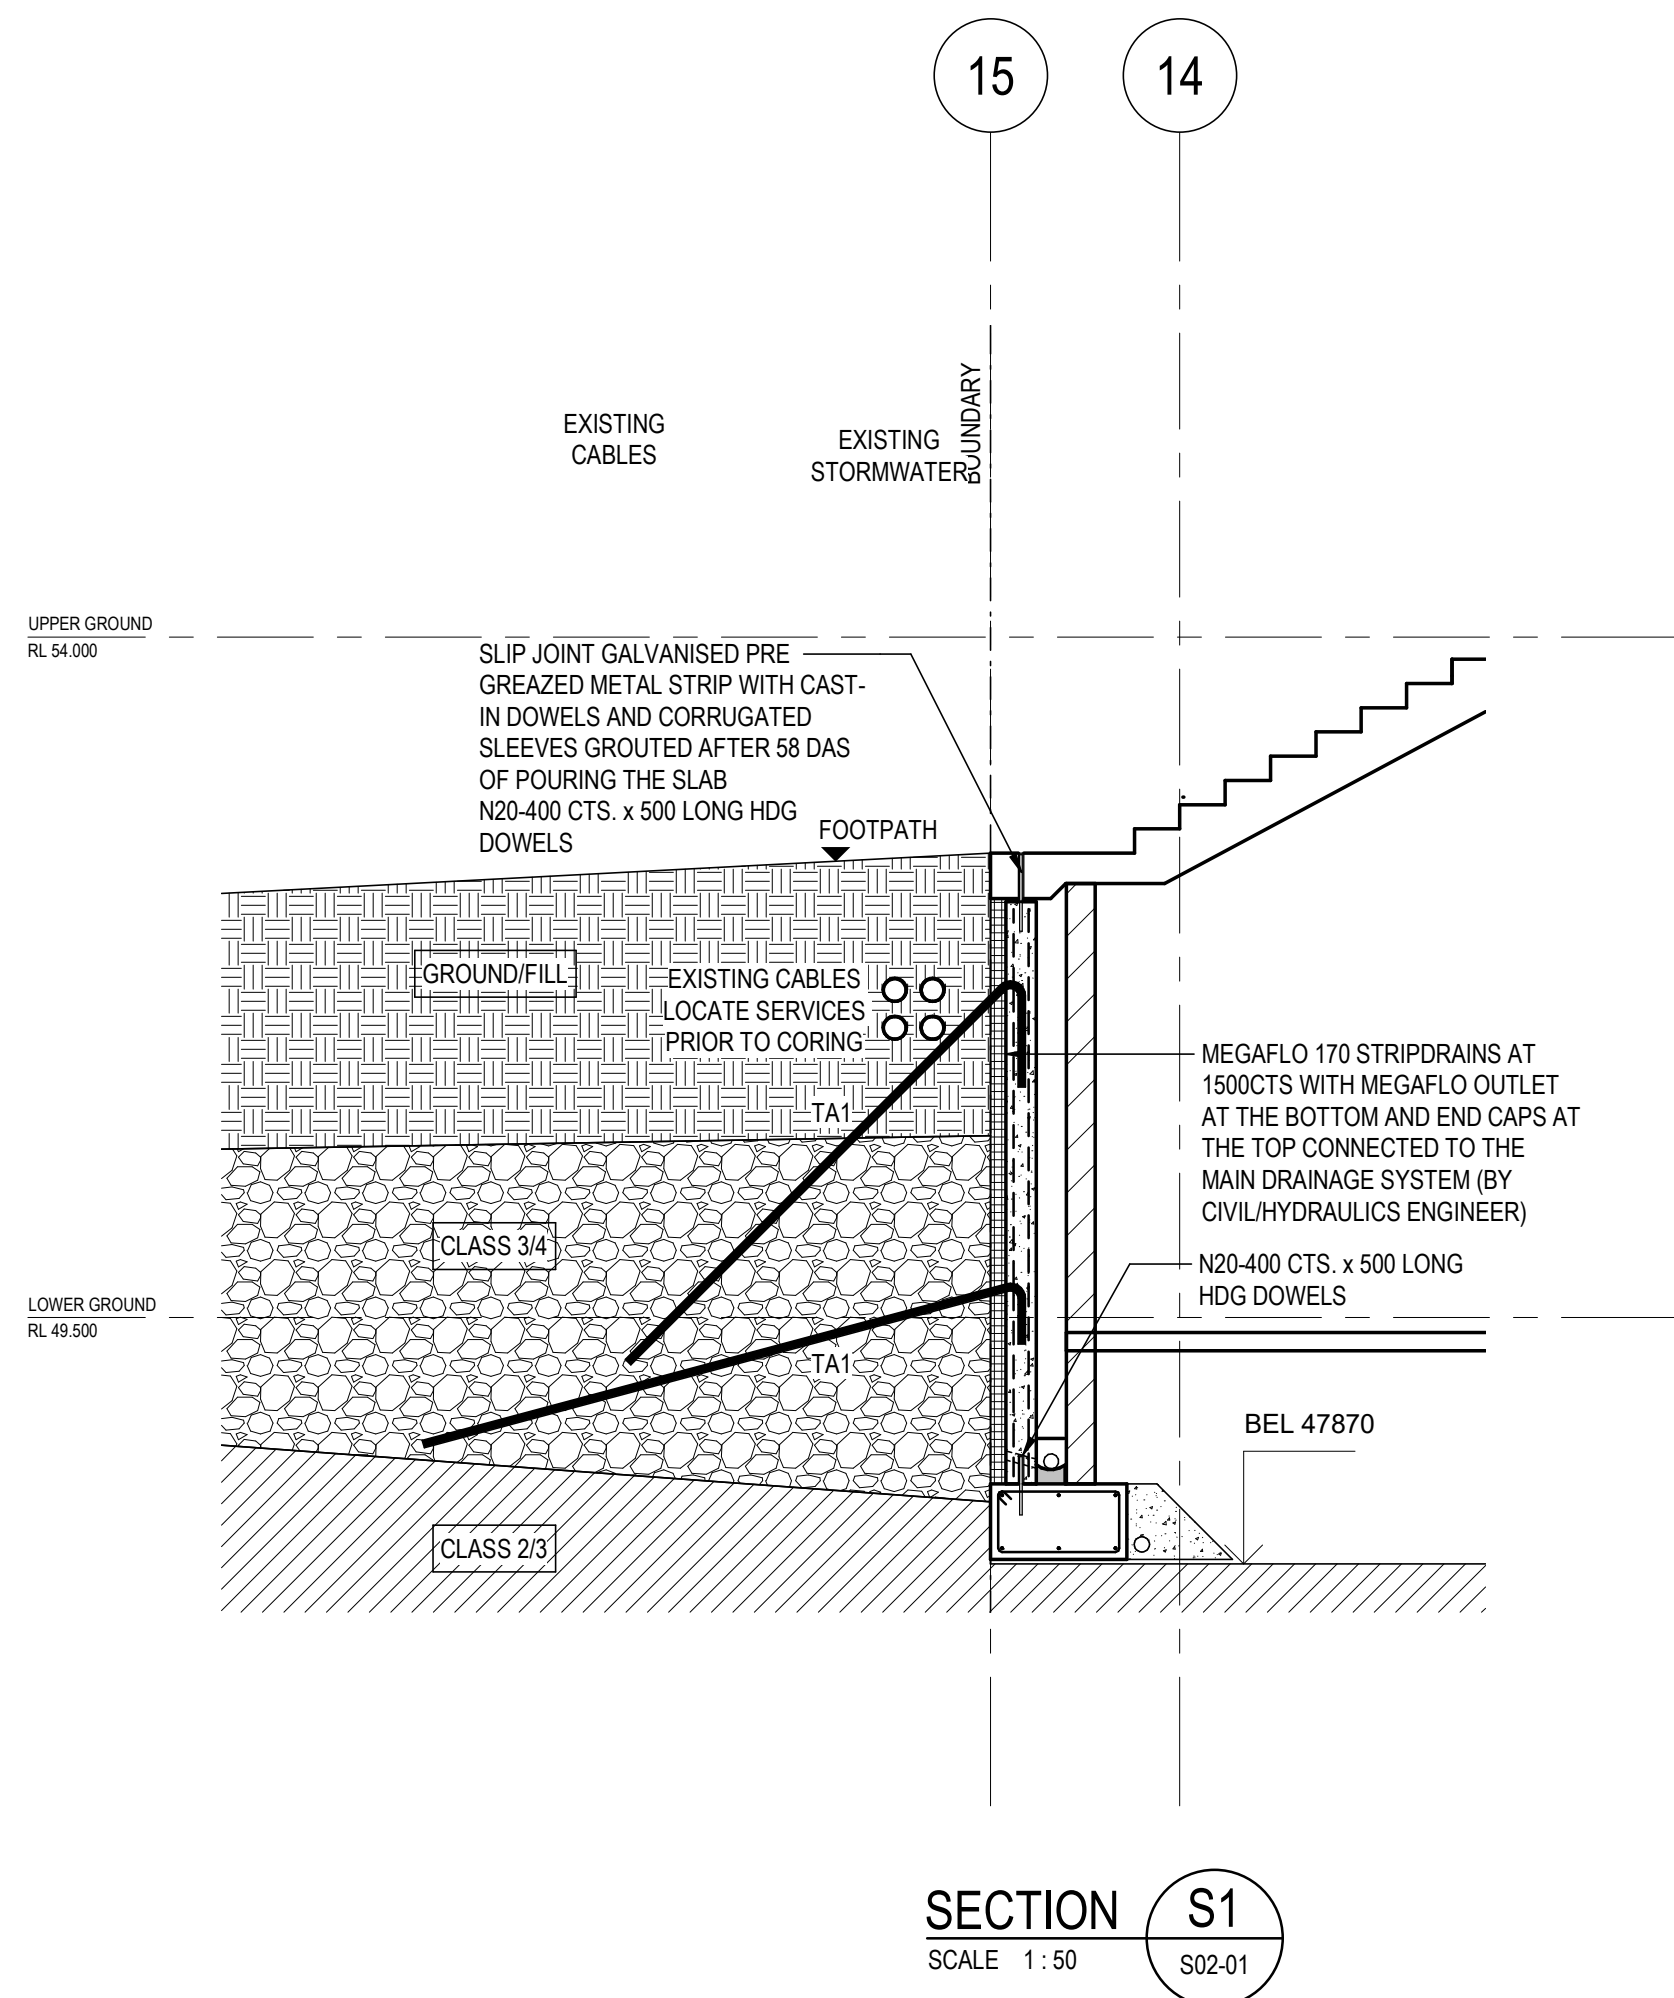 15
14
BOUNDARY
EXISTING
CABLES
EXISTING
STORMWATER
UPPER GROUND
RL 54.000
SLIP JOINT GALVANISED PRE
GREAZED METAL STRIP WITH CAST-
IN DOWELS AND CORRUGATED
SLEEVES GROUTED AFTER 58 DAS
OF POURING THE SLAB
N20-400 CTS. x 500 LONG HDG
DOWELS
FOOTPATH
GROUND/FILL
EXISTING CABLES
LOCATE SERVICES
PRIOR TO CORING
TA1
MEGAFLO 170 STRIPDRAINS AT
1500CTS WITH MEGAFLO OUTLET
AT THE BOTTOM AND END CAPS AT
THE TOP CONNECTED TO THE
MAIN DRAINAGE SYSTEM (BY
CIVIL/HYDRAULICS ENGINEER)
CLASS 3/4
N20-400 CTS. x 500 LONG
HDG DOWELS
LOWER GROUND
RL 49.500
TA1
BEL 47870
CLASS 2/3
SECTION
SCALE 1 : 50
S1
S02-01